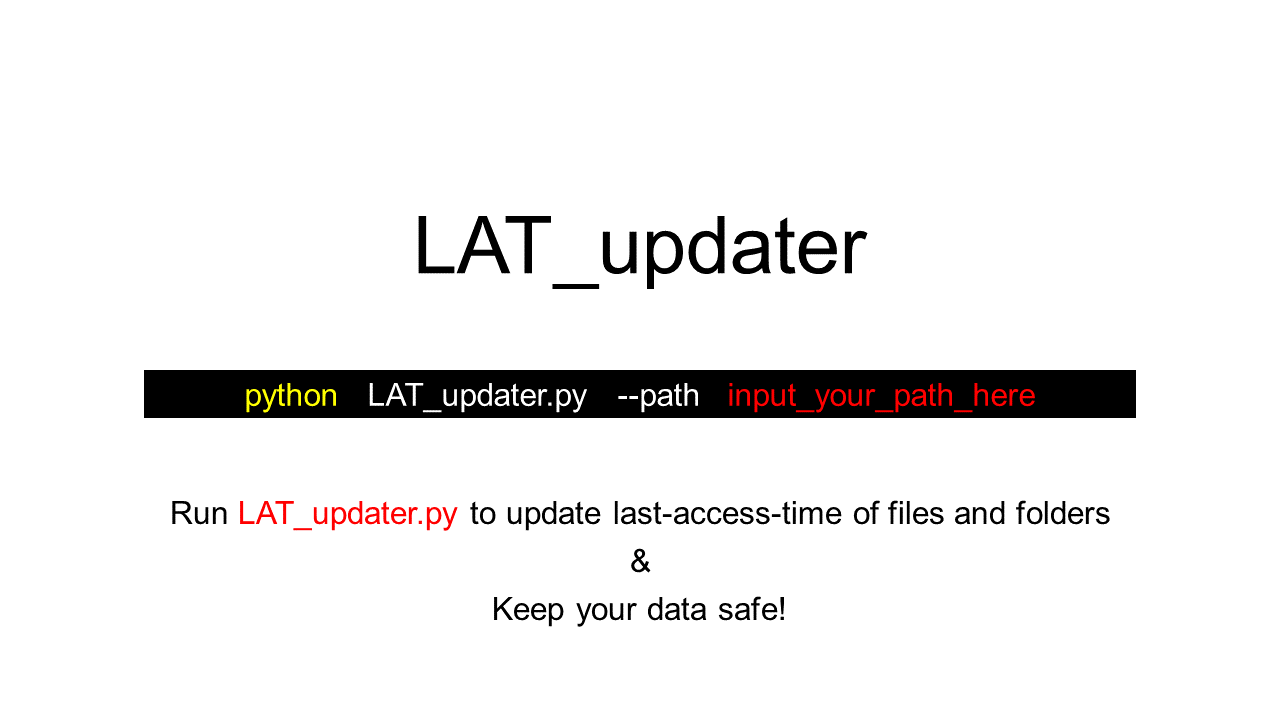 LAT_updater
python LAT_updater.py --path input_your_path_here
Run LAT_updater.py to update last-access-time of files and folders
&
Keep your data safe!